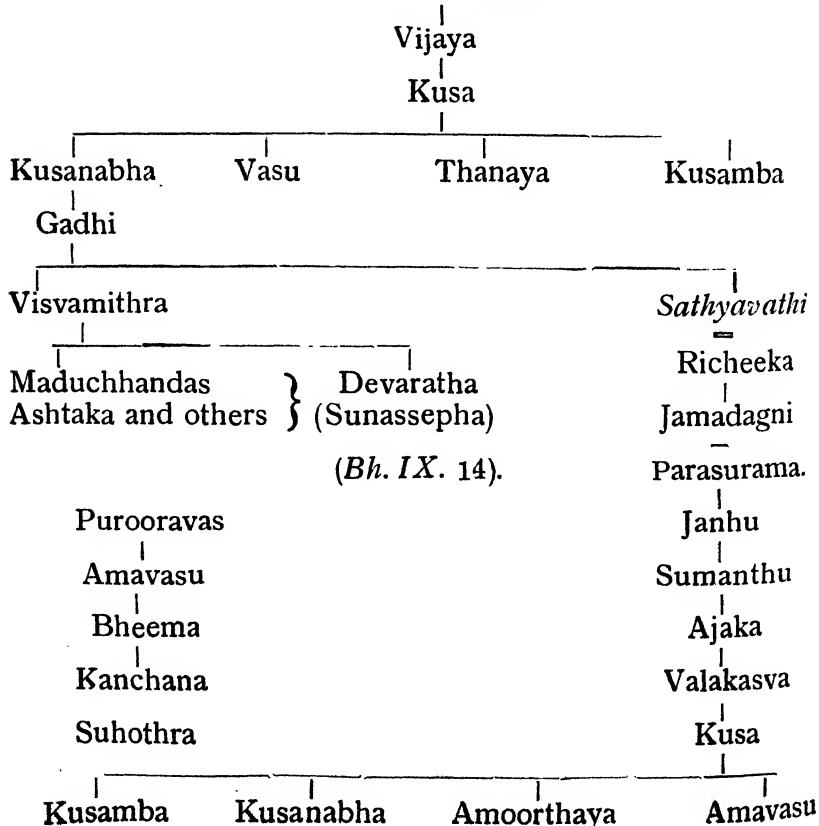 Vijaya
Kusa
Kusanabha Vasu Thanaya Kusamba
Gadhi
Visvamithra Sathyavathi
Richeeka
Maduchhandas } Devaratha
Ashtaka and others } (Sunassepha) Jamadagni
(Bh. IX. 14). Parasurama.
Purooravas Janhu
Amavasu Sumanthu
Bheema Ajaka
Kanchana Valakasva
Suhothra Kusa
Kusamba Kusanabha Amoorthaya Amavasu